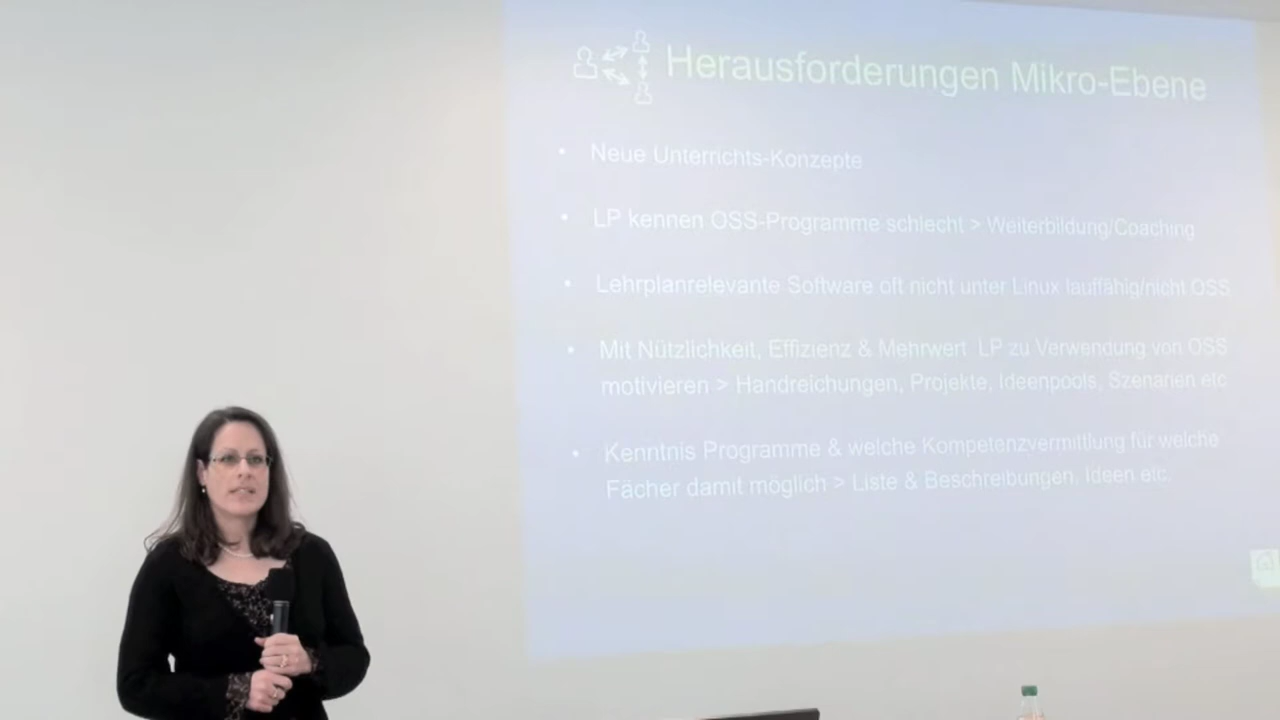 Herausforderungen Mikro-Ebene
• Neue Unterrichts-Konzepte
• LP kennen OSS-Programme schlecht > Weiterbildung/Coaching
• Lehrplanrelevante Software oft nicht unter Linux lauffähig/nicht OSS
• Mit Nützlichkeit, Effizienz & Mehrwert LP zu Verwendung von OSS
motivieren > Handreichungen, Projekte, Ideenpools, Szenarien etc
• Kenntnis Programme & welche Kompetenzvermittlung für welche
Fächer damit möglich > Liste & Beschreibungen, Ideen etc.